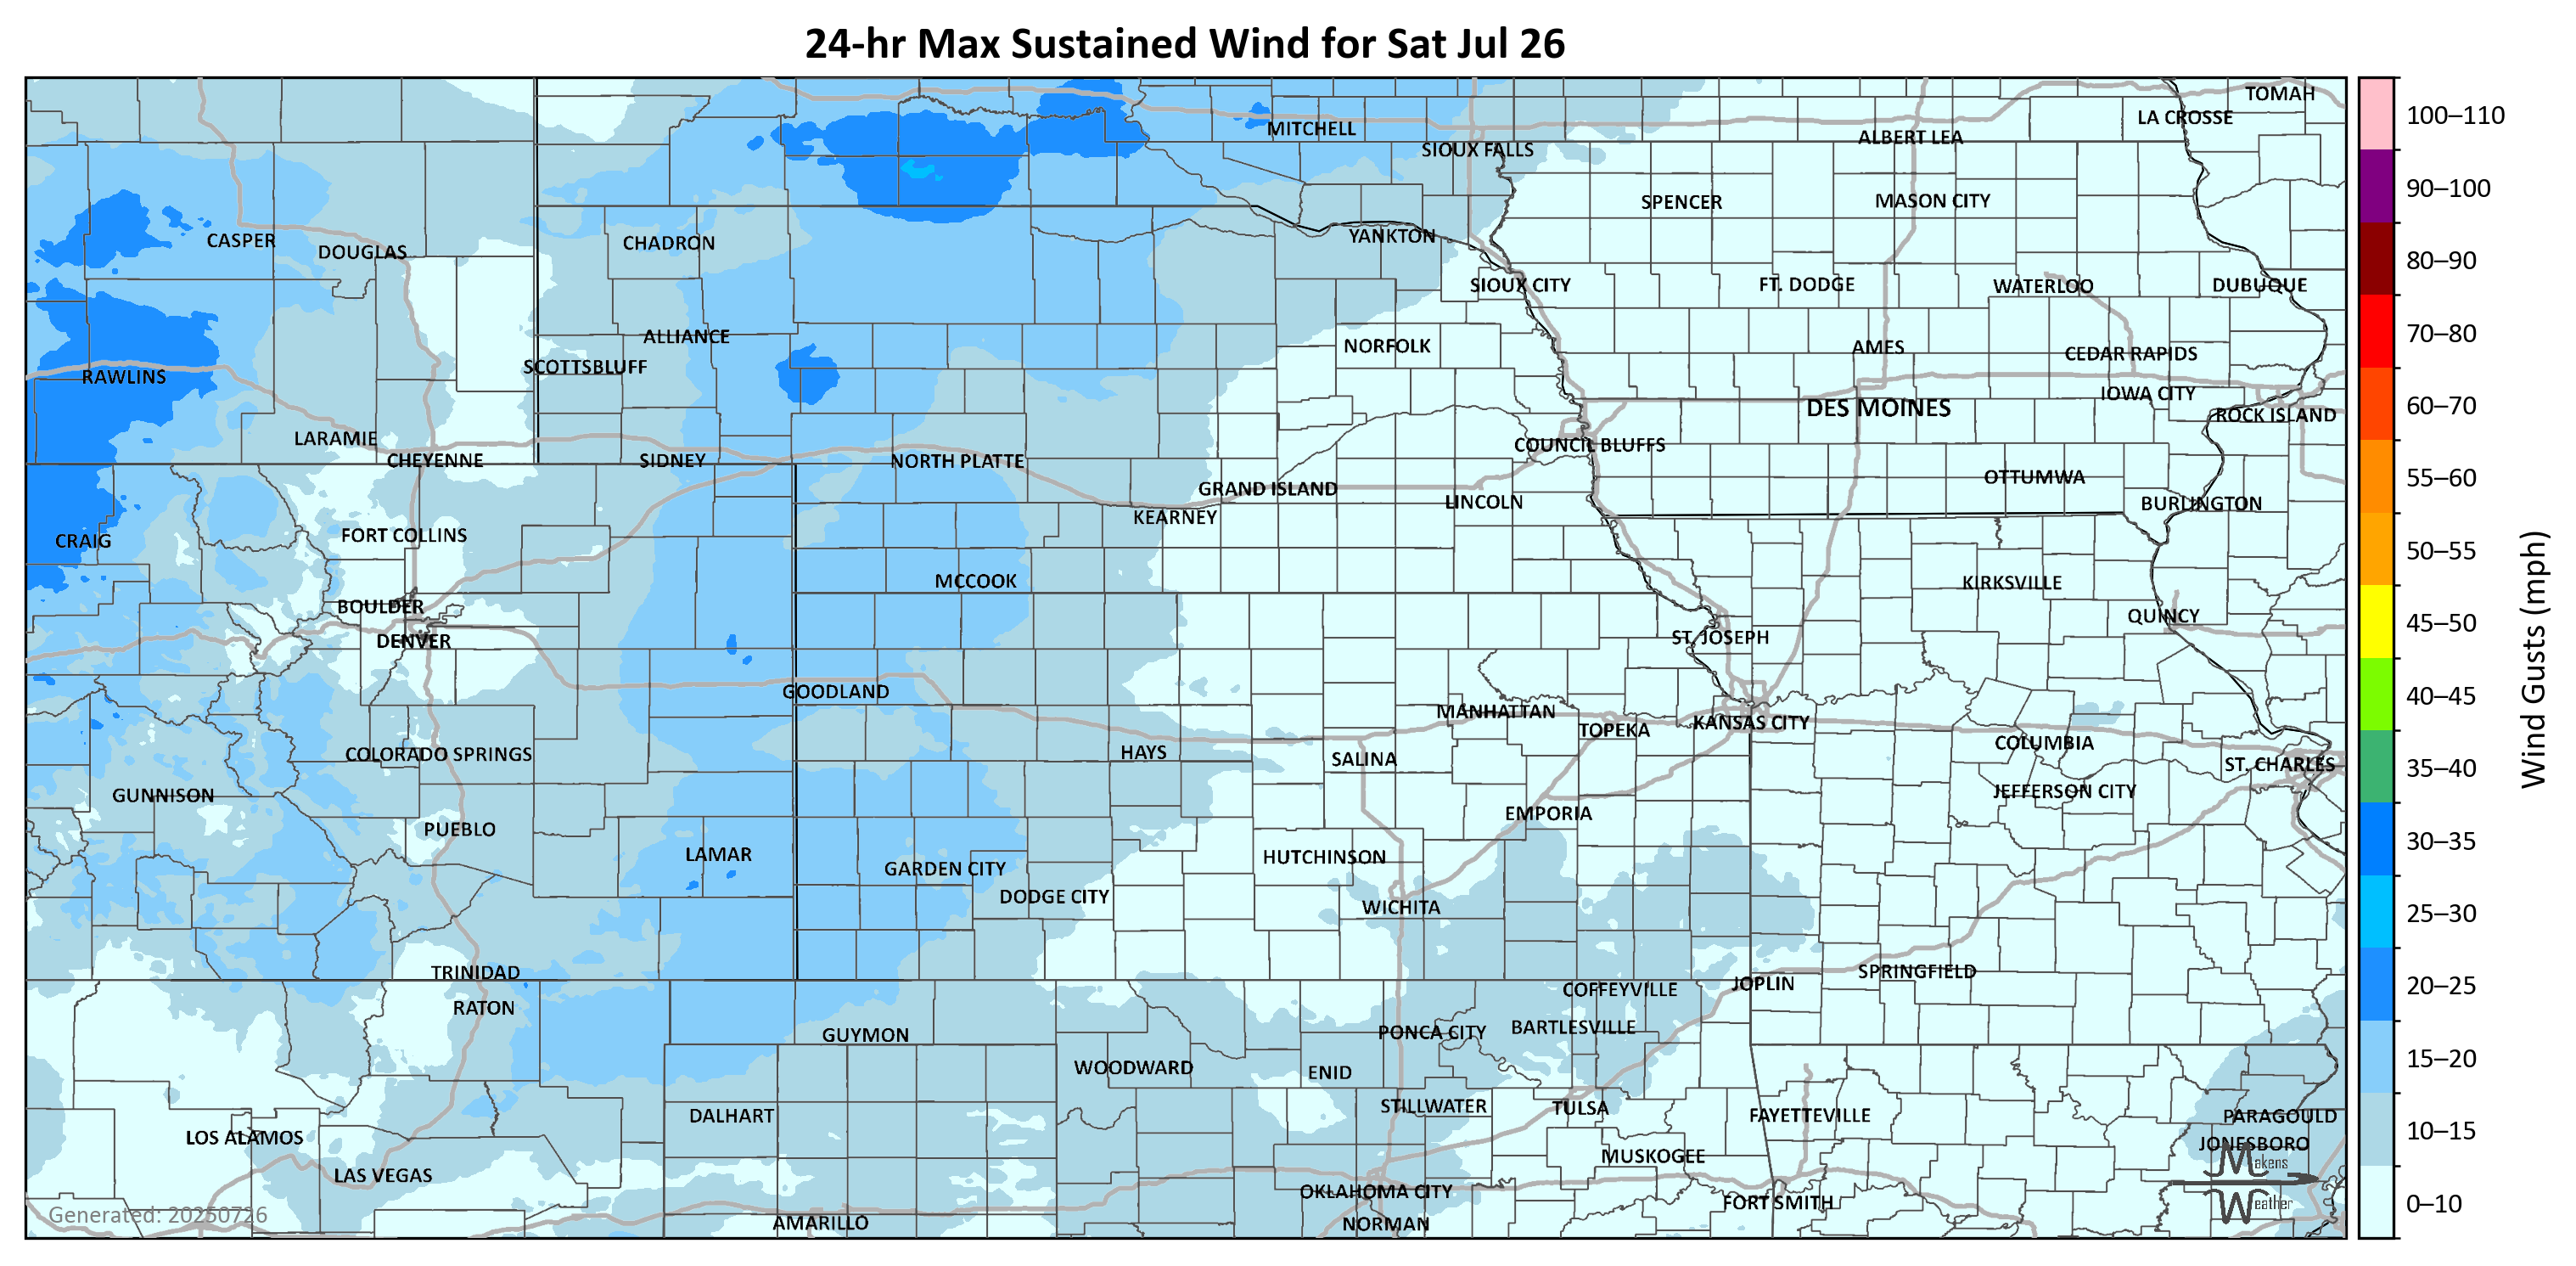 24-hr Max Sustained Wind for Sat Jul 26
TOMAH
LA CROSSE
MITCHELL
ALBERT LEA
SIOUX FALLS
SPENCER
MASON CITY
CASPER
DOUGLAS
CHADRON
YANKTON
SIOUX CITY
FT. DODGE
WATERLOO
DUBUQUE
ALLIANCE
NORFOLK
AMES
CEDAR RAPIDS
SCOTTSBLUFF
RAWLINS
IOWA CITY
DES MOINES
ROCK ISLAND
LARAMIE
COUNCIL BLUFFS
CHEYENNE
SIDNEY
NORTH PLATTE
OTTUMWA
GRAND ISLAND
LINCOLN
BURLINGTON
KEARNEY
FORT COLLINS
CRAIG
MCCOOK
KIRKSVILLE
BOULDER
QUINCY
DENVER
ST. JOSEPH
GOODLAND
MANHATTAN
TOPEKA
KANSAS CITY
COLORADO SPRINGS
HAYS
SALINA
COLUMBIA
ST. CHARLES
GUNNISON
JEFFERSON CITY
PUEBLO
EMPORIA
LAMAR
HUTCHINSON
GARDEN CITY
DODGE CITY
WICHITA
TRINIDAD
SPRINGFIELD
JOPLIN
COFFEYVILLE
RATON
GUYMON
PONCA CITY
BARTLESVILLE
WOODWARD
ENID
STILLWATER
TULSA
DALHART
FAYETTEVILLE
PARAGOULD
LOS ALAMOS
JONESBORO
MUSKOGEE
LAS VEGAS
OKLAHOMA CITY
FORT SMITH
AMARILLO
NORMAN
Generated: 20250726
Makens
Weather
100–110
90–100
80–90
70–80
60–70
55–60
50–55
45–50
40–45
35–40
30–35
25–30
20–25
15–20
10–15
0–10
Wind Gusts (mph)